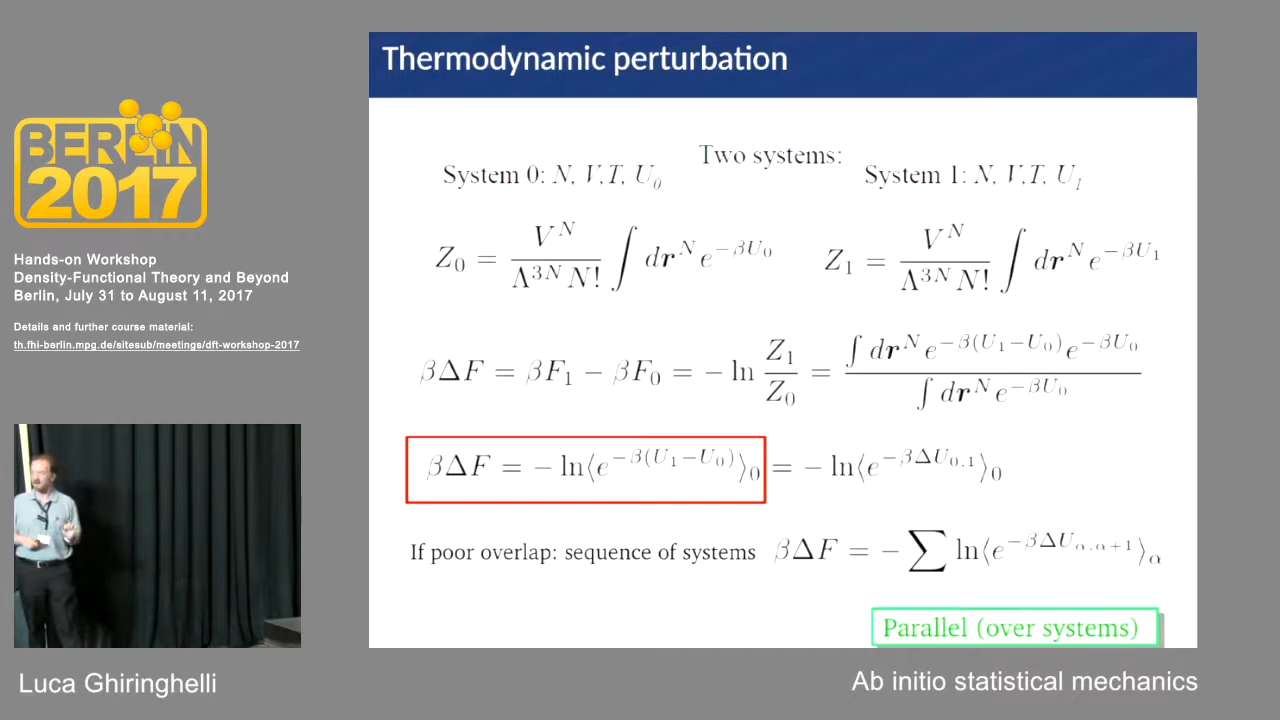 Thermodynamic perturbation
BERLIN
2017
Two systems:
System 0: N, V,T, U₀
System 1: N, V,T, U₁
Z₀ = V^N / (Λ^{3N} N!) ∫ d𝒓^N e^{−βU₀}
Z₁ = V^N / (Λ^{3N} N!) ∫ d𝒓^N e^{−βU₁}
Hands-on Workshop
Density-Functional Theory and Beyond
Berlin, July 31 to August 11, 2017
Details and further course material:
th.fhi-berlin.mpg.de/sitesub/meetings/dft-workshop-2017
βΔF = βF₁ − βF₀ = − ln Z₁/Z₀ = ∫ d𝒓^N e^{−β(U₁−U₀)} e^{−βU₀} / ∫ d𝒓^N e^{−βU₀}
βΔF = − ln⟨e^{−β(U₁−U₀)}⟩₀ = − ln⟨e^{−βΔU_{0,1}}⟩₀
If poor overlap: sequence of systems βΔF = − ∑ ln⟨e^{−βΔU_{α,α+1}}⟩_α
Parallel (over systems)
Luca Ghiringhelli
Ab initio statistical mechanics